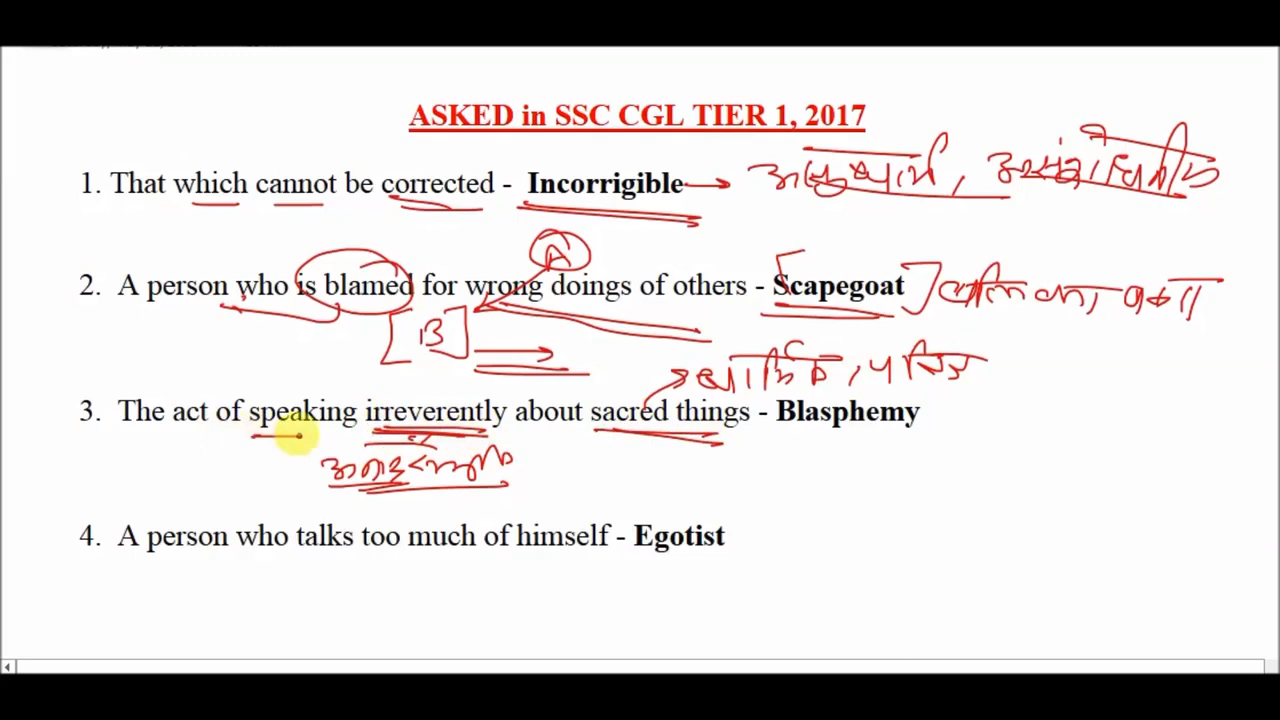 ASKED in SSC CGL TIER 1, 2017
1. That which cannot be corrected - Incorrigible
A
2. A person who is blamed for wrong doings of others - Scapegoat
[B]
3. The act of speaking irreverently about sacred things - Blasphemy
4. A person who talks too much of himself - Egotist